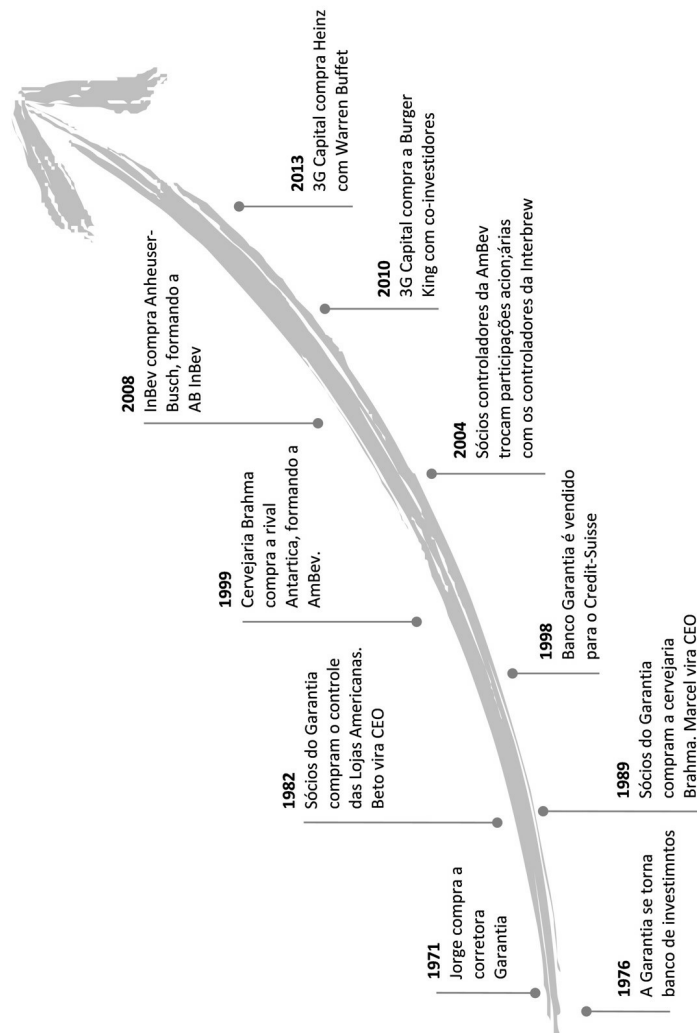 1971
Jorge compra a
corretora
Garantia
1976
A Garantia se torna
banco de investimntos
1982
Sócios do Garantia
compram o controle
das Lojas Americanas.
Beto vira CEO
1989
Sócios do Garantia
compram a cervejaria
Brahma. Marcel vira CEO
1998
Banco Garantia é vendido
para o Credit-Suisse
1999
Cervejaria Brahma
compra a rival
Antartica, formando a
AmBev.
2004
Sócios controladores da AmBev
trocam participações acion;árias
com os controladores da Interbrew
2008
InBev compra Anheuser-
Busch, formando a
AB InBev
2010
3G Capital compra a Burger
King com co-investidores
2013
3G Capital compra Heinz
com Warren Buffet